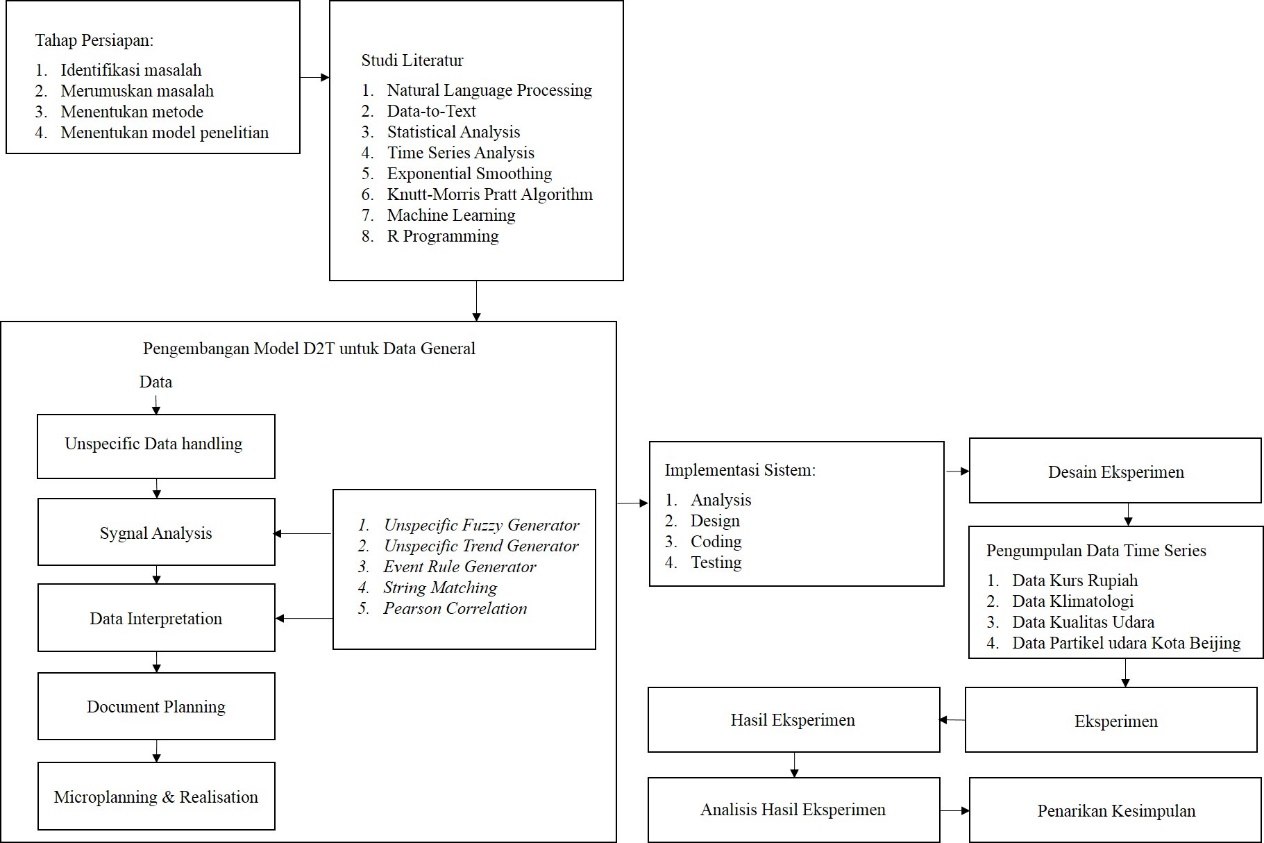 Tahap Persiapan:
1. Identifikasi masalah
2. Merumuskan masalah
3. Menentukan metode
4. Menentukan model penelitian
Studi Literatur
1. Natural Language Processing
2. Data-to-Text
3. Statistical Analysis
4. Time Series Analysis
5. Exponential Smoothing
6. Knutt-Morris Pratt Algorithm
7. Machine Learning
8. R Programming
Pengembangan Model D2T untuk Data General
Data
Unspecific Data handling
Sygnal Analysis
Data Interpretation
Document Planning
Microplanning & Realisation
1. Unspecific Fuzzy Generator
2. Unspecific Trend Generator
3. Event Rule Generator
4. String Matching
5. Pearson Correlation
Implementasi Sistem:
1. Analysis
2. Design
3. Coding
4. Testing
Desain Eksperimen
Pengumpulan Data Time Series
1. Data Kurs Rupiah
2. Data Klimatologi
3. Data Kualitas Udara
4. Data Partikel udara Kota Beijing
Eksperimen
Hasil Eksperimen
Analisis Hasil Eksperimen
Penarikan Kesimpulan